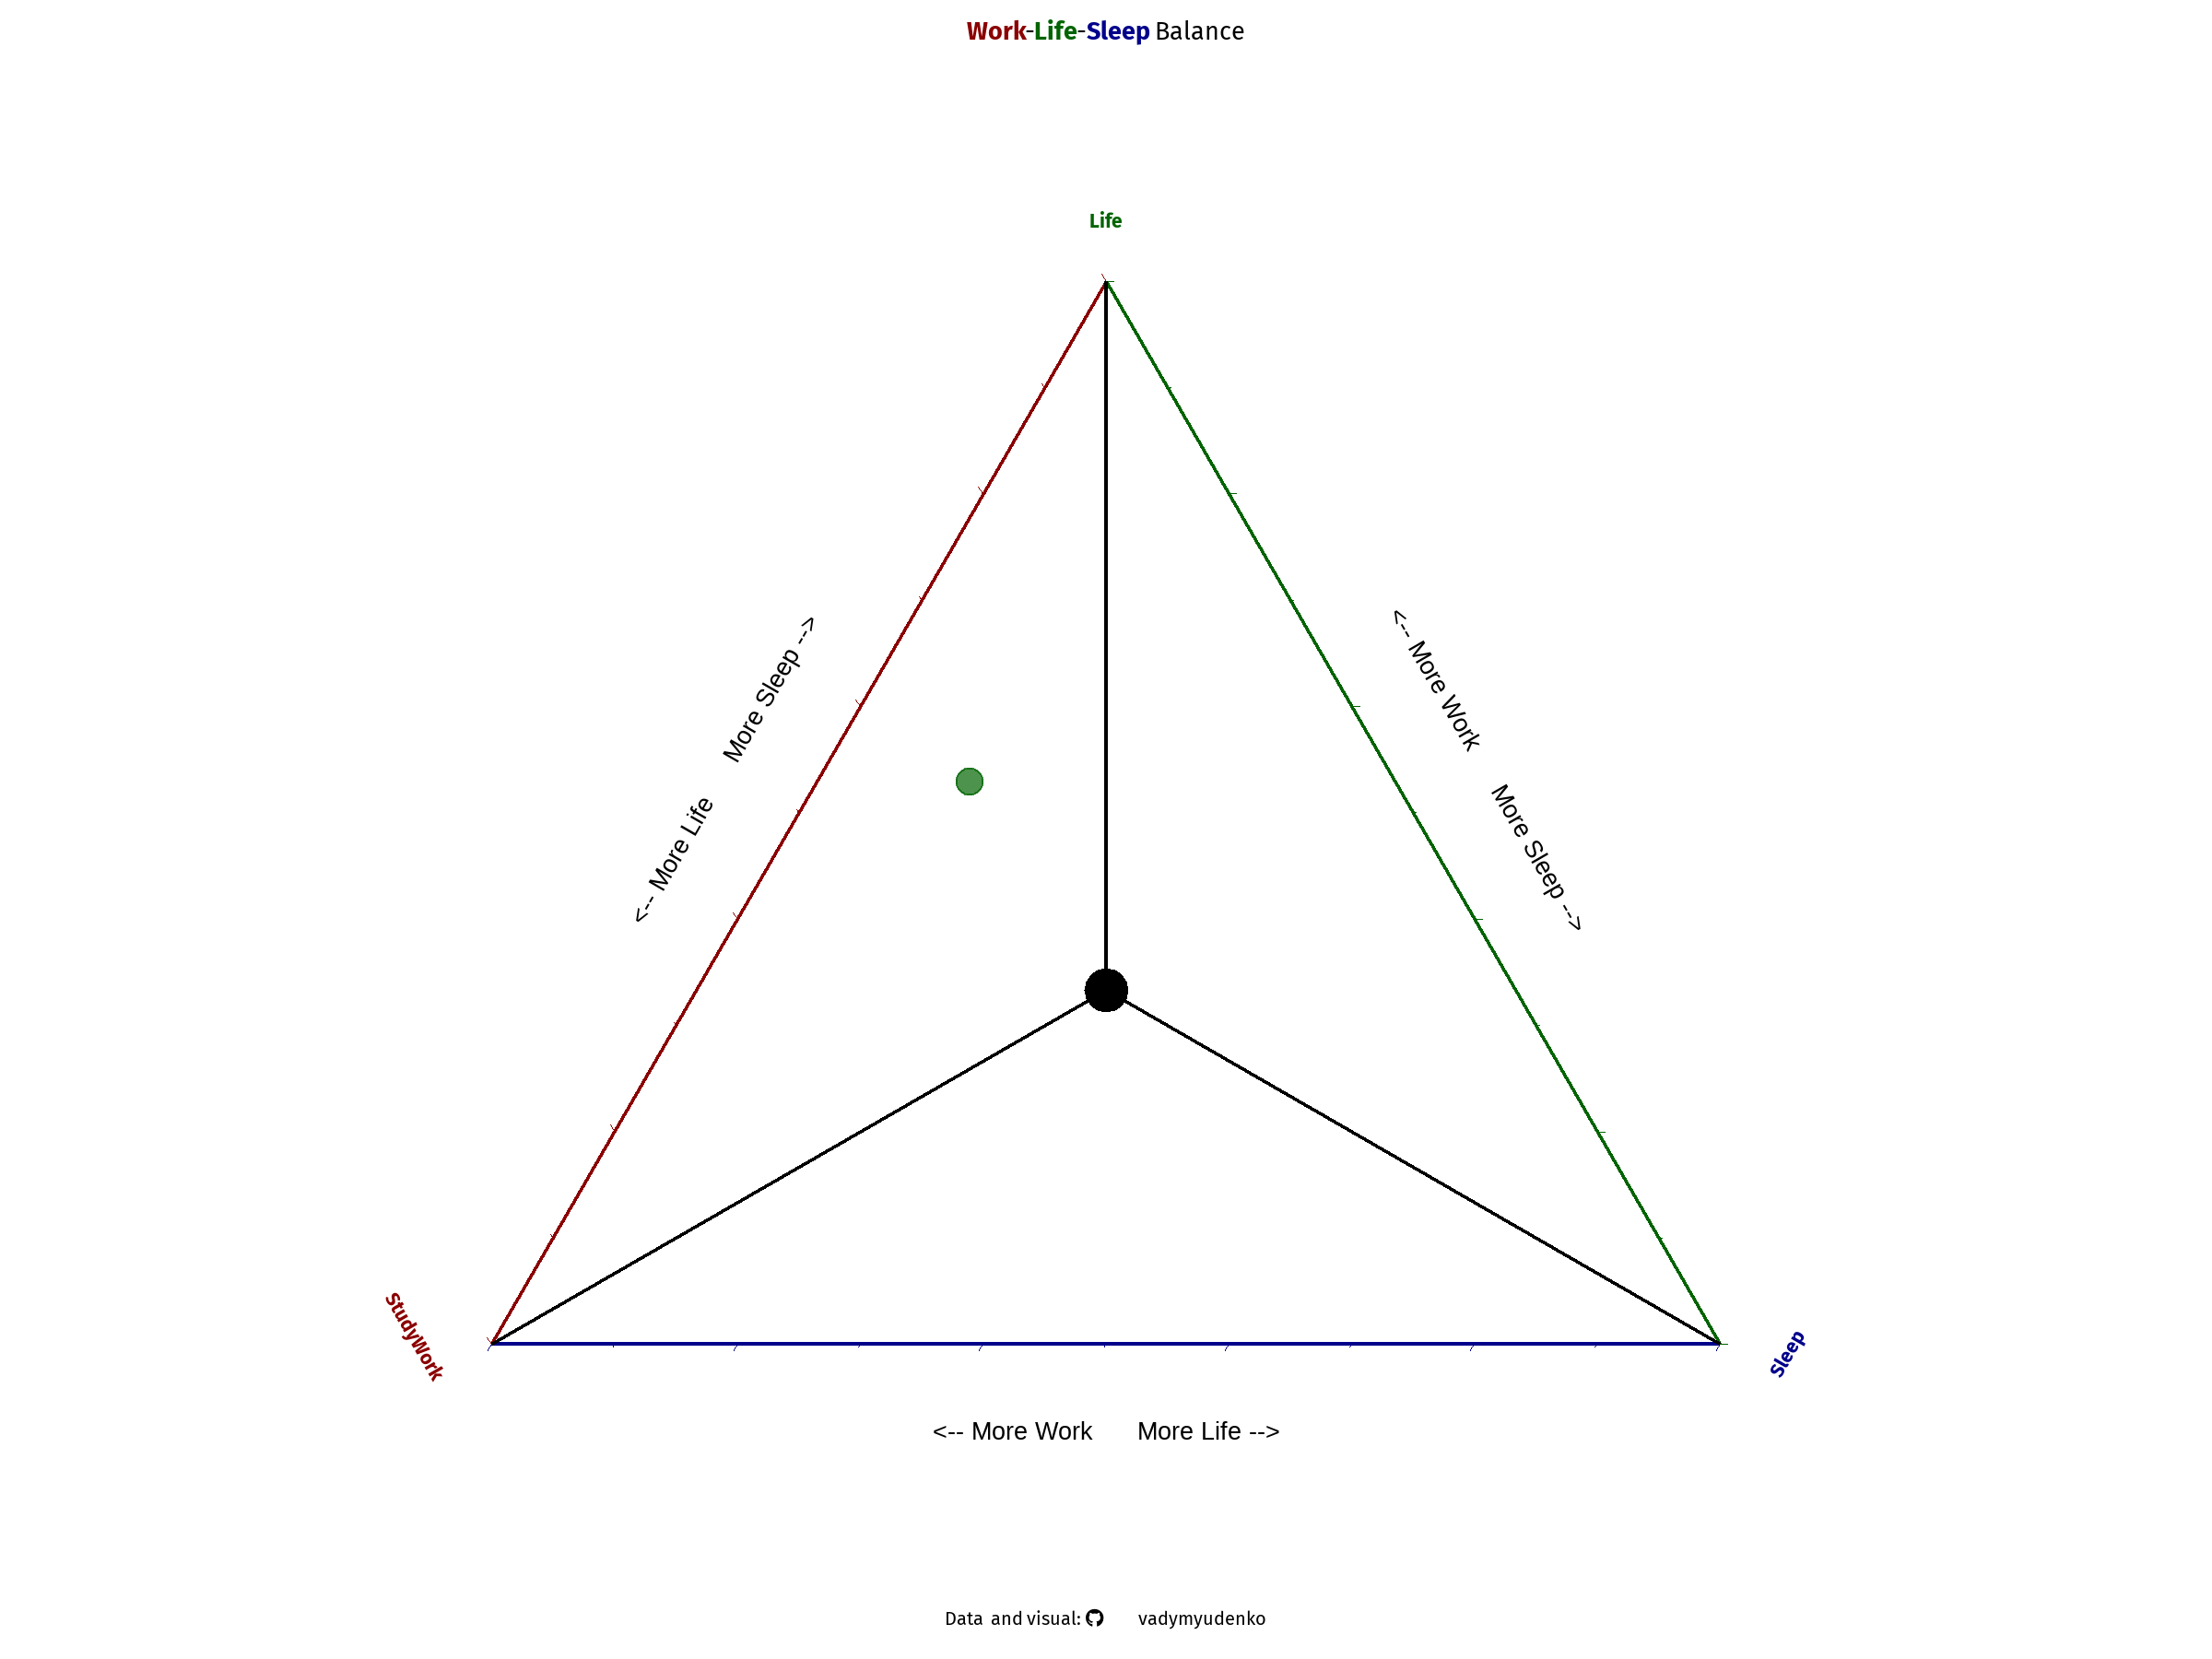 Work-Life-Sleep Balance
Life
<-- More Life     More Sleep -->
<-- More Work     More Sleep -->
StudyWork
Sleep
<-- More Work     More Life -->
Data and visual: vadymyudenko